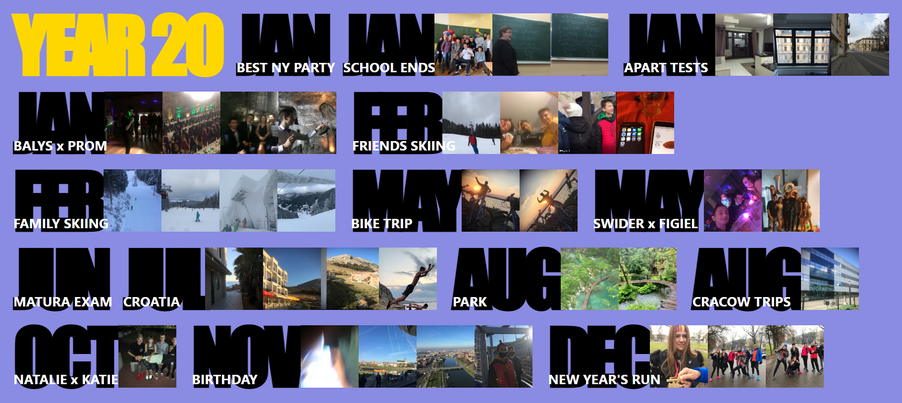 YEAR 20 JAN JAN JAN
BEST NY PARTY SCHOOL ENDS APART TESTS
JAN FEB
BALYS x PROM FRIENDS SKIING
FEB MAY MAY
FAMILY SKIING BIKE TRIP SWIDER x FIGIEL
JUN JUL AUG AUG
MATURA EXAM CROATIA PARK CRACOW TRIPS
OCT NOV DEC
NATALIE x KATIE BIRTHDAY NEW YEAR'S RUN